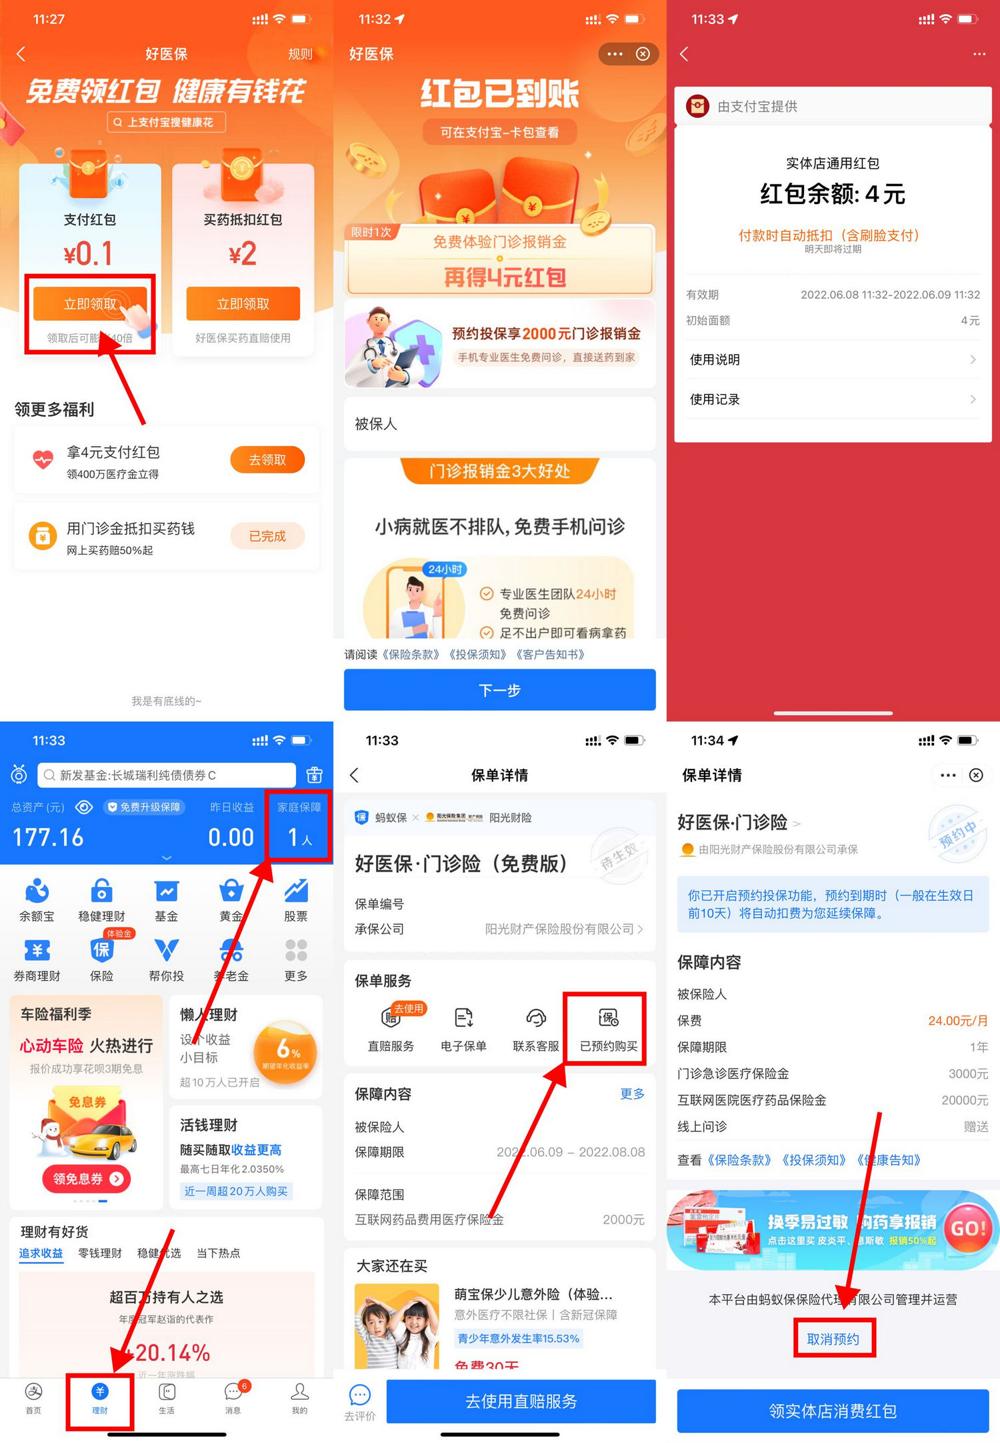 11:27
好医保
规则
免费领红包 健康有钱花
上支付宝搜健康花
支付红包
¥0.1
立即领取
领取后可能
40倍
买药抵扣红包
¥2
立即领取
好医保买药直赔使用
领更多福利
拿4元支付红包
领400万医疗金立得
去领取
用门诊金抵扣买药钱
网上买药赔50%起
已完成
我是有底线的~
11:32
好医保
红包已到账
可在支付宝-卡包查看
限时1次
免费体验门诊报销金
再得4元红包
预约投保享2000元门诊报销金
手机专业医生免费问诊，直接送药到家
被保人
门诊报销金3大好处
小病就医不排队, 免费手机问诊
24小时
专业医生团队24小时
免费问诊
足不出户即可看病拿药
请阅读《保险条款》《投保须知》《客户告知书》
下一步
11:33
由支付宝提供
实体店通用红包
红包余额: 4 元
付款时自动抵扣（含刷脸支付）
明天即将过期
有效期
2022.06.08 11:32-2022.06.09 11:32
初始面额
4元
使用说明
使用记录
11:33
新发基金:长城瑞利纯债债券C
总资产 (元)
免费升级保障
昨日收益
家庭保障
177.16
0.00
1人
余额宝
稳健理财
基金
黄金
股票
体验金
券商理财
保
保险
帮你投
养老金
更多
车险福利季
心动车险 火热进行
报价成功享花呗3期免息
免息券
领免息券
懒人理财
设个收益
小目标
超10万人已开启
6%
期望年化收益率
活钱理财
随买随取收益更高
最高七日年化2.0350%
近一周超20万人购买
理财有好货
追求收益
零钱理财
稳健优选
当下热点
超百万持有人之选
年度冠军赵诣的代表作
+20.14%
近一年涨跌幅
首页
理财
生活
6
消息
我的
11:33
保单详情
保
蚂蚁保
×
阳光保险集团
阳光财险
待生效
好医保·门诊险（免费版）
保单编号
承保公司
阳光财产保险股份有限公司
保单服务
去使用
赔
直赔服务
电子保单
联系客服
保
已预约购买
保障内容
更多
被保险人
保障期限
2022.06.09 – 2022.08.08
保障范围
互联网药品费用医疗保险金
2000元
大家还在买
萌宝保少儿意外险（体验...
意外医疗不限社保丨含新冠保障
青少年意外发生率15.53%
免费30天
去评价
去使用直赔服务
11:34
保单详情
好医保·门诊险
由阳光财产保险股份有限公司承保
预约中
你已开启预约投保功能，预约到期时（一般在生效日
前10天）将自动扣费为您延续保障。
保障内容
被保险人
保费
24.00元/月
保障期限
1年
门诊急诊医疗保险金
3000元
互联网医院医疗药品保险金
20000元
线上问诊
赠送
查看《保险条款》《投保须知》《健康告知》
换季易过敏 购药享报销
点击这里买 皮炎平、息斯敏 报销50%起
GO!
本平台由蚂蚁保保险代理有限公司管理并运营
取消预约
领实体店消费红包